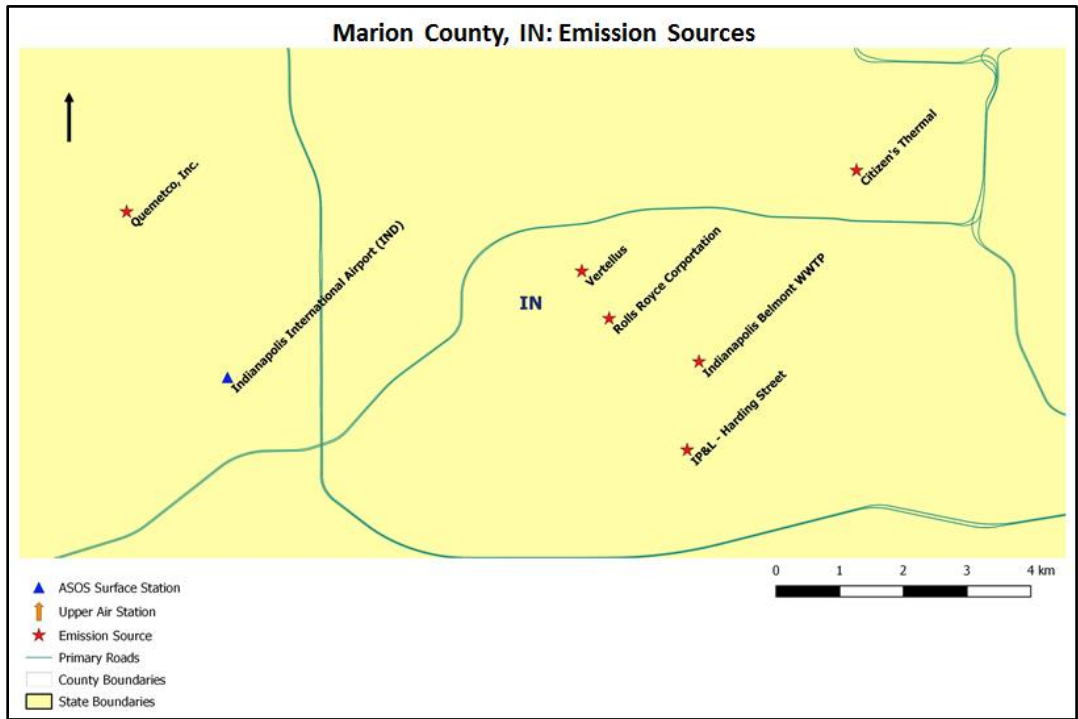 Marion County, IN: Emission Sources
Citizen's Thermal
Quemetco, Inc.
Indianapolis International Airport (IND)
Vertellus
Rolls Royce Corportation
IN
Indianapolis Belmont WWTP
IP&L - Harding Street
0 1 2 3 4 km
ASOS Surface Station
Upper Air Station
Emission Source
Primary Roads
County Boundaries
State Boundaries